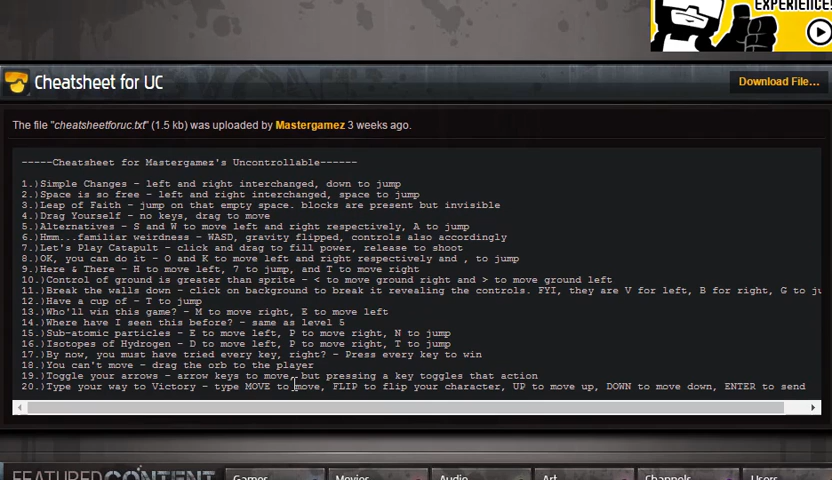 EXPERIENCE!
Cheatsheet for UC
Download File...
The file "cheatsheetforuc.txt" (1.5 kb) was uploaded by Mastergamez 3 weeks ago.
-----Cheatsheet for Mastergamez's Uncontrollable------
1.)Simple Changes - left and right interchanged, down to jump
2.)Space is so free - left and right interchanged, space to jump
3.)Leap of Faith - jump on that empty space. blocks are present but invisible
4.)Drag Yourself - no keys, drag to move
5.)Alternatives - S and W to move left and right respectively, A to jump
6.)Hmm...familiar weirdness - WASD, gravity flipped, controls also accordingly
7.)Let's Play Catapult - click and drag to fill power, release to shoot
8.)OK, you can do it - O and K to move left and right respectively and , to jump
9.)Here & There - H to move left, 7 to jump, and T to move right
10.)Control of ground is greater than sprite - < to move ground right and > to move ground left
11.)Break the walls down - click on background to break it revealing the controls. FYI, they are V for left, B for right, G to ju
12.)Have a cup of - T to jump
13.)Who'll win this game? - M to move right, E to move left
14.)Where have I seen this before? - same as level 5
15.)Sub-atomic particles - E to move left, P to move right, N to jump
16.)Isotopes of Hydrogen - D to move left, P to move right, T to jump
17.)By now, you must have tried every key, right? - Press every key to win
18.)You can't move - drag the orb to the player
19.)Toggle your arrows - arrow keys to move, but pressing a key toggles that action
20.)Type your way to Victory - type MOVE to move, FLIP to flip your character, UP to move up, DOWN to move down, ENTER to send
FEATURED CONTENT
Games
Movies
Audio
Art
Channels
Users